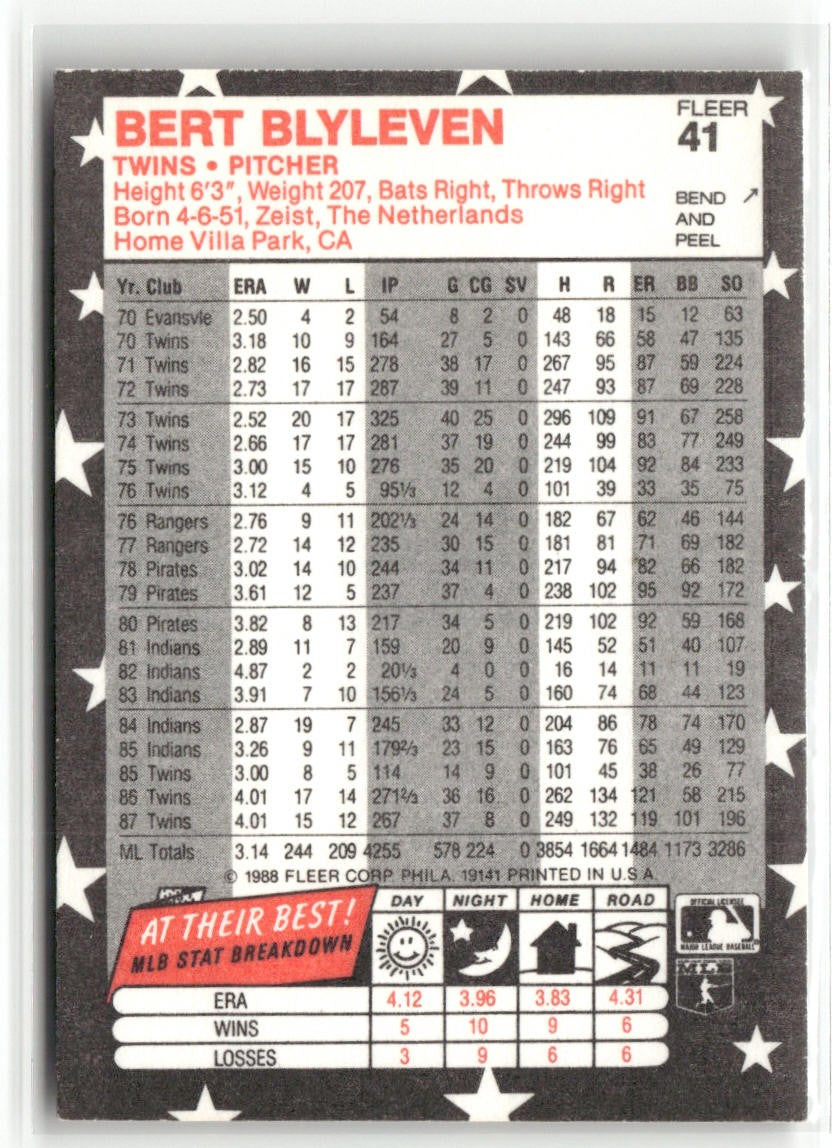 BERT BLYLEVEN
FLEER
41
TWINS • PITCHER
Height 6'3", Weight 207, Bats Right, Throws Right
Born 4-6-51, Zeist, The Netherlands
Home Villa Park, CA
BEND
AND
PEEL
Yr. Club ERA W L IP G CG SV H R ER BB SO
70 Evansvle 2.50 4 2 54 8 2 0 48 18 15 12 63
70 Twins 3.18 10 9 164 27 5 0 143 66 58 47 135
71 Twins 2.82 16 15 278 38 17 0 267 95 87 59 224
72 Twins 2.73 17 17 287 39 11 0 247 93 87 69 228
73 Twins 2.52 20 17 325 40 25 0 296 109 91 67 258
74 Twins 2.66 17 17 281 37 19 0 244 99 83 77 249
75 Twins 3.00 15 10 276 35 20 0 219 104 92 84 233
76 Twins 3.12 4 5 95⅓ 12 4 0 101 39 33 35 75
76 Rangers 2.76 9 11 202⅓ 24 14 0 182 67 62 46 144
77 Rangers 2.72 14 12 235 30 15 0 181 81 71 69 182
78 Pirates 3.02 14 10 244 34 11 0 217 94 82 66 182
79 Pirates 3.61 12 5 237 37 4 0 238 102 95 92 172
80 Pirates 3.82 8 13 217 34 5 0 219 102 92 59 168
81 Indians 2.89 11 7 159 20 9 0 145 52 51 40 107
82 Indians 4.87 2 2 20⅓ 4 0 0 16 14 11 11 19
83 Indians 3.91 7 10 156⅓ 24 5 0 160 74 68 44 123
84 Indians 2.87 19 7 245 33 12 0 204 86 78 74 170
85 Indians 3.26 9 11 179⅔ 23 15 0 163 76 65 49 129
85 Twins 3.00 8 5 114 14 9 0 101 45 38 26 77
86 Twins 4.01 17 14 271⅔ 36 16 0 262 134 121 58 215
87 Twins 4.01 15 12 267 37 8 0 249 132 119 101 196
ML Totals 3.14 244 209 4255 578 224 0 3854 1664 1484 1173 3286
© 1988 FLEER CORP. PHILA. 19141 PRINTED IN U.S.A.
AT THEIR BEST!
MLB STAT BREAKDOWN
DAY NIGHT HOME ROAD
ERA 4.12 3.96 3.83 4.31
WINS 5 10 9 6
LOSSES 3 9 6 6
OFFICIAL LICENSEE
MAJOR LEAGUE BASEBALL
MLB